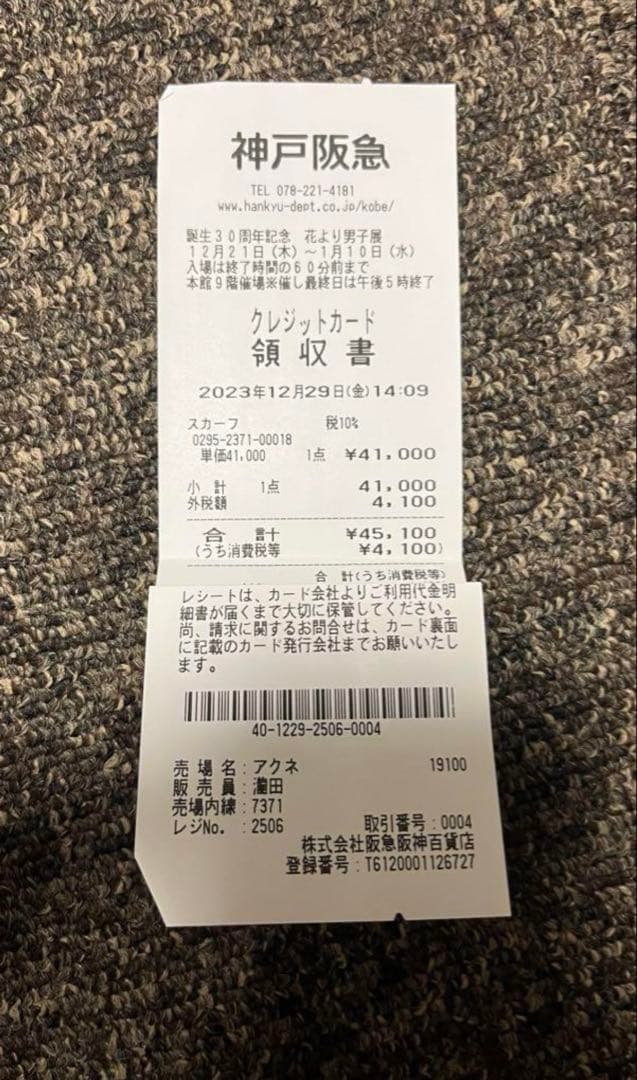 神戸阪急
TEL 078-221-4181
www.hankyu-dept.co.jp/kobe/
誕生30周年記念 花より男子展
12月21日(木)～1月10日(水)
入場は終了時間の60分前まで
本館9階催場※催し最終日は午後5時終了
クレジットカード
領収書
2023年12月29日(金)14:09
スカーフ 税10%
0295-2371-00018
単価41,000 1点 ¥41,000
小 計 1点 41,000
外税額 4,100
合 計 ¥45,100
(うち消費税等 ¥4,100)
合 計(うち消費税等)
レシートは、カード会社よりご利用代金明
細書が届くまで大切に保管してください。
尚、請求に関するお問合せは、カード裏面
に記載のカード発行会社までお願いいたし
ます。
40-1229-2506-0004
売場名:アクネ 19100
販売員:瀧田
売場内線:7371
レジNo. :2506 取引番号:0004
株式会社阪急阪神百貨店
登録番号:T6120001126727